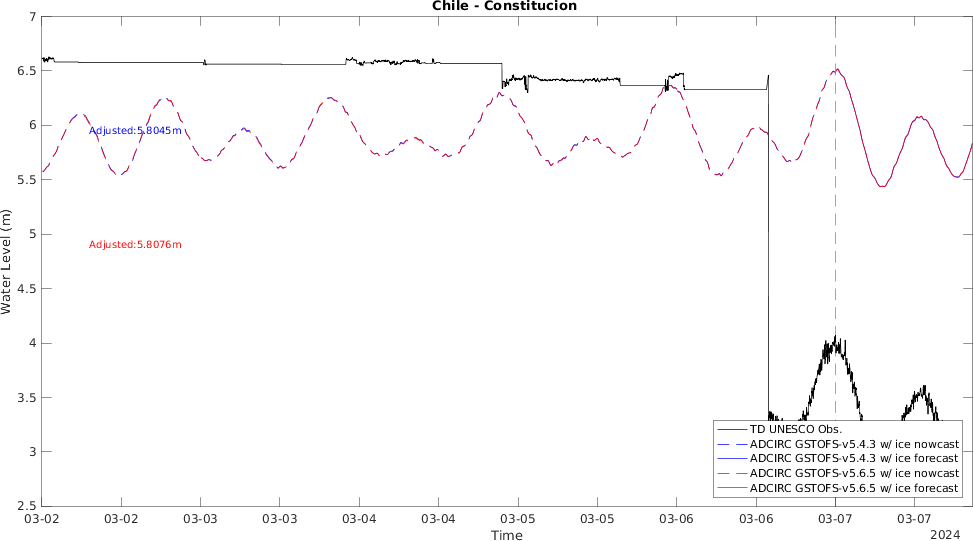 Chile - Constitucion
7
6.5
6
5.5
5
4.5
4
3.5
3
2.5
Water Level (m)
Adjusted:5.8045m
Adjusted:5.8076m
TD UNESCO Obs.
ADCIRC GSTOFS-v5.4.3 w/ ice nowcast
ADCIRC GSTOFS-v5.4.3 w/ ice forecast
ADCIRC GSTOFS-v5.6.5 w/ ice nowcast
ADCIRC GSTOFS-v5.6.5 w/ ice forecast
03-02 03-02 03-03 03-03 03-04 03-04 03-05 03-05 03-06 03-06 03-07 03-07
Time
2024